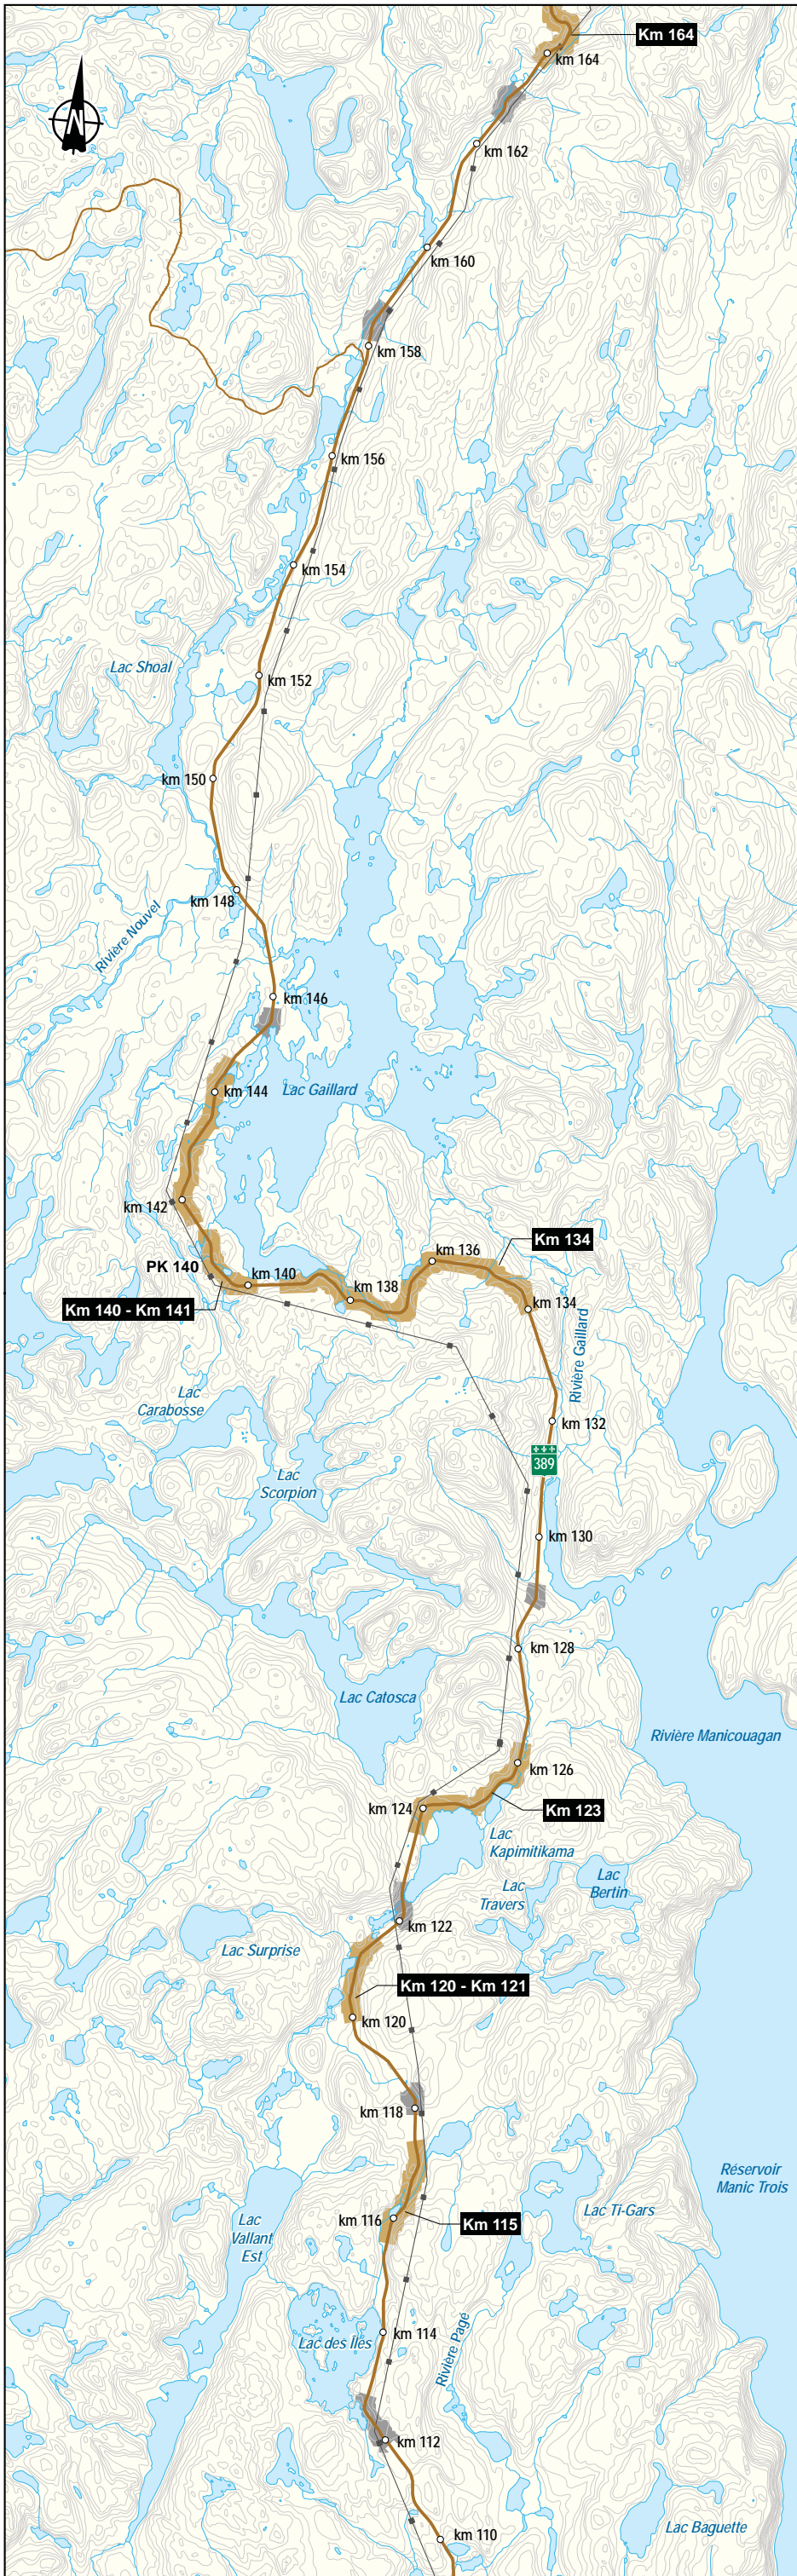 N
Km 164
km 164
km 162
km 160
km 158
km 156
km 154
Lac Shoal
km 152
km 150
km 148
Rivière Nouvel
km 146
Lac Gaillard
km 144
km 142
km 136
Km 134
PK 140
km 140
km 138
km 134
Km 140 - Km 141
Rivière Gaillard
Lac
Carabosse
km 132
389
Lac
Scorpion
km 130
km 128
Lac Catosca
Rivière Manicouagan
km 126
km 124
Km 123
Lac
Kapimitikama
Lac
Bertin
Lac
Travers
km 122
Lac Surprise
Km 120 - Km 121
km 120
km 118
Réservoir
Manic Trois
Lac Ti-Gars
km 116
Km 115
Lac
Vallant
Est
km 114
Lac des Îles
Rivière Pagé
km 112
Lac Baguette
km 110